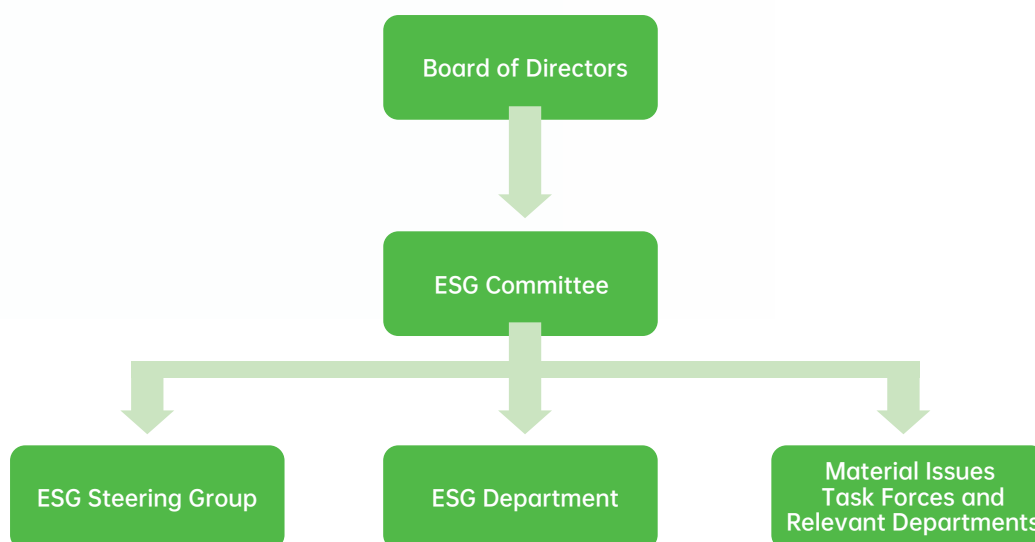 Board of Directors
ESG Committee
ESG Steering Group
ESG Department
Material Issues
Task Forces and
Relevant Departments